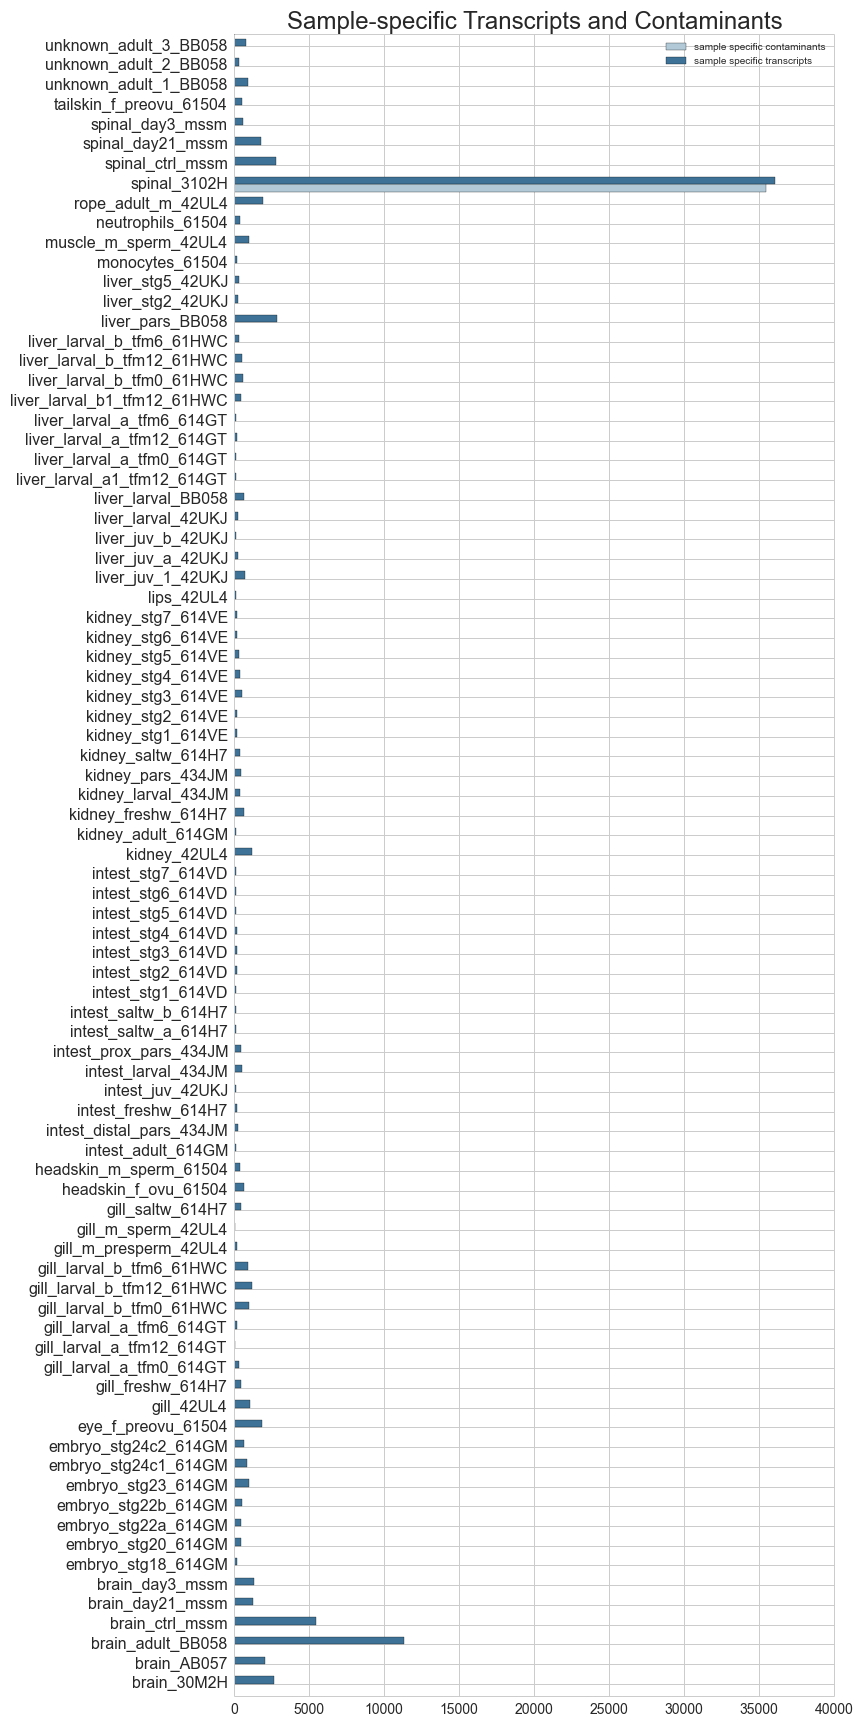 Sample-specific Transcripts and Contaminants
sample specific contaminants
sample specific transcripts
unknown_adult_3_BB058
unknown_adult_2_BB058
unknown_adult_1_BB058
tailskin_f_preovu_61504
spinal_day3_mssm
spinal_day21_mssm
spinal_ctrl_mssm
spinal_3102H
rope_adult_m_42UL4
neutrophils_61504
muscle_m_sperm_42UL4
monocytes_61504
liver_stg5_42UKJ
liver_stg2_42UKJ
liver_pars_BB058
liver_larval_b_tfm6_61HWC
liver_larval_b_tfm12_61HWC
liver_larval_b_tfm0_61HWC
liver_larval_b1_tfm12_61HWC
liver_larval_a_tfm6_614GT
liver_larval_a_tfm12_614GT
liver_larval_a_tfm0_614GT
liver_larval_a1_tfm12_614GT
liver_larval_BB058
liver_larval_42UKJ
liver_juv_b_42UKJ
liver_juv_a_42UKJ
liver_juv_1_42UKJ
lips_42UL4
kidney_stg7_614VE
kidney_stg6_614VE
kidney_stg5_614VE
kidney_stg4_614VE
kidney_stg3_614VE
kidney_stg2_614VE
kidney_stg1_614VE
kidney_saltw_614H7
kidney_pars_434JM
kidney_larval_434JM
kidney_freshw_614H7
kidney_adult_614GM
kidney_42UL4
intest_stg7_614VD
intest_stg6_614VD
intest_stg5_614VD
intest_stg4_614VD
intest_stg3_614VD
intest_stg2_614VD
intest_stg1_614VD
intest_saltw_b_614H7
intest_saltw_a_614H7
intest_prox_pars_434JM
intest_larval_434JM
intest_juv_42UKJ
intest_freshw_614H7
intest_distal_pars_434JM
intest_adult_614GM
headskin_m_sperm_61504
headskin_f_ovu_61504
gill_saltw_614H7
gill_m_sperm_42UL4
gill_m_presperm_42UL4
gill_larval_b_tfm6_61HWC
gill_larval_b_tfm12_61HWC
gill_larval_b_tfm0_61HWC
gill_larval_a_tfm6_614GT
gill_larval_a_tfm12_614GT
gill_larval_a_tfm0_614GT
gill_freshw_614H7
gill_42UL4
eye_f_preovu_61504
embryo_stg24c2_614GM
embryo_stg24c1_614GM
embryo_stg23_614GM
embryo_stg22b_614GM
embryo_stg22a_614GM
embryo_stg20_614GM
embryo_stg18_614GM
brain_day3_mssm
brain_day21_mssm
brain_ctrl_mssm
brain_adult_BB058
brain_AB057
brain_30M2H
0 5000 10000 15000 20000 25000 30000 35000 40000